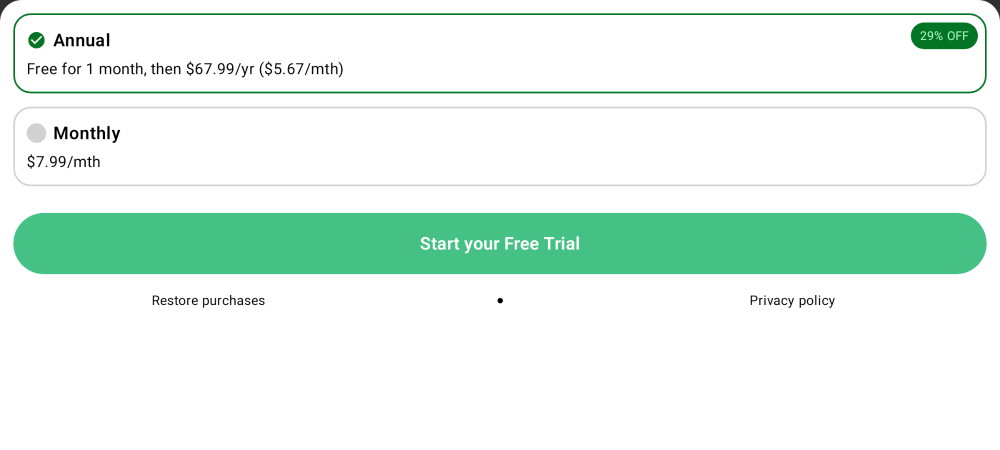 Annual
29% OFF
Free for 1 month, then $67.99/yr ($5.67/mth)
Monthly
$7.99/mth
Start your Free Trial
Restore purchases
Privacy policy